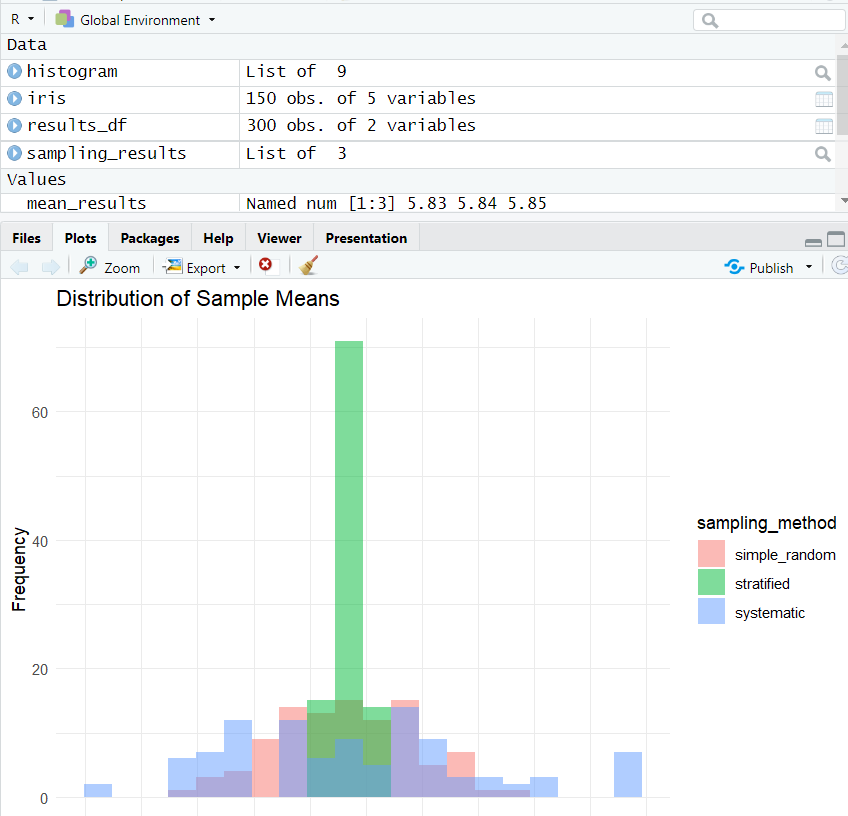 R Global Environment
Data
histogram List of  9
iris 150 obs. of 5 variables
results_df 300 obs. of 2 variables
sampling_results List of  3
Values
mean_results Named num [1:3] 5.83 5.84 5.85
Files Plots Packages Help Viewer Presentation
Zoom Export Publish
Distribution of Sample Means
60
40
20
0
Frequency
sampling_method
simple_random
stratified
systematic